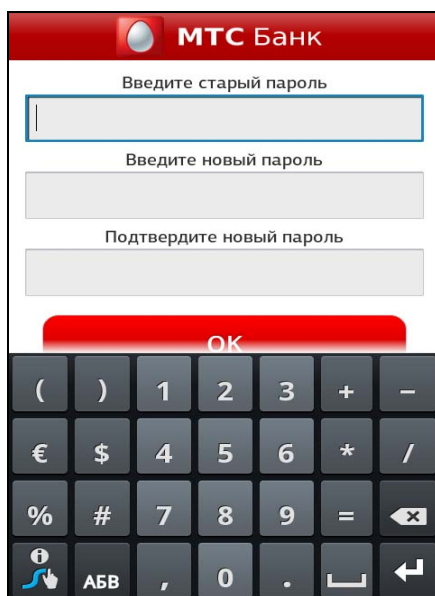 МТС Банк
Введите старый пароль
Введите новый пароль
Подтвердите новый пароль
OK
( ) 1 2 3 + −
€ $ 4 5 6 * /
% # 7 8 9 =
АБВ , 0 .